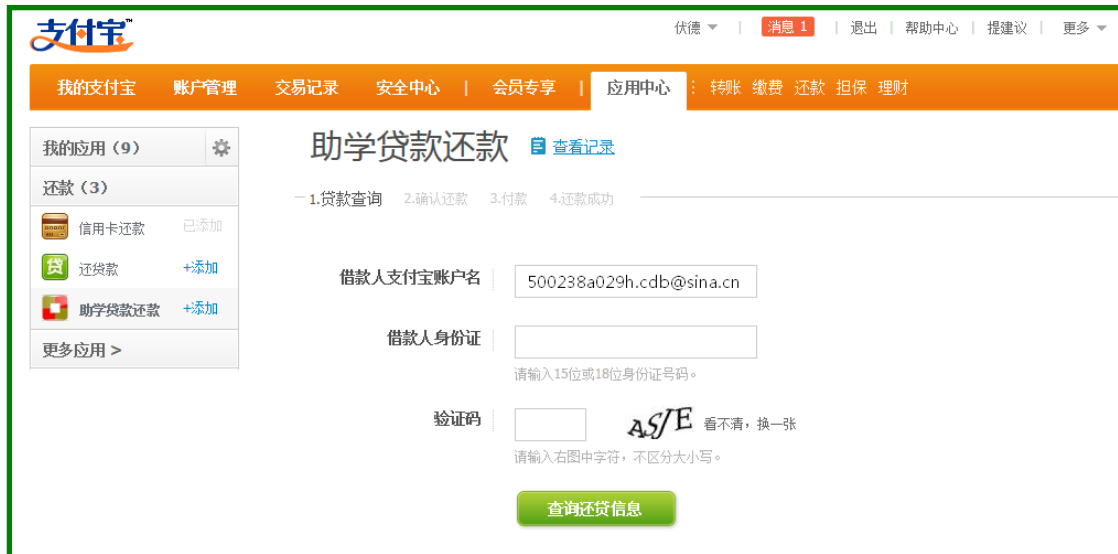 支付宝™
伏德 | 消息 1 | 退出 | 帮助中心 | 提建议 | 更多
我的支付宝 账户管理 交易记录 安全中心 | 会员专享 | 应用中心 转账 缴费 还款 担保 理财
我的应用（9）
还款（3）
信用卡还款 已添加
还贷款 +添加
助学贷款还款 +添加
更多应用 >
助学贷款还款 查看记录
1.贷款查询 2.确认还款 3.付款 4.还款成功
借款人支付宝账户名 500238a029h.cdb@sina.cn
借款人身份证
请输入15位或18位身份证号码。
验证码 ASJE 看不清，换一张
请输入右图中字符，不区分大小写。
查询还贷信息